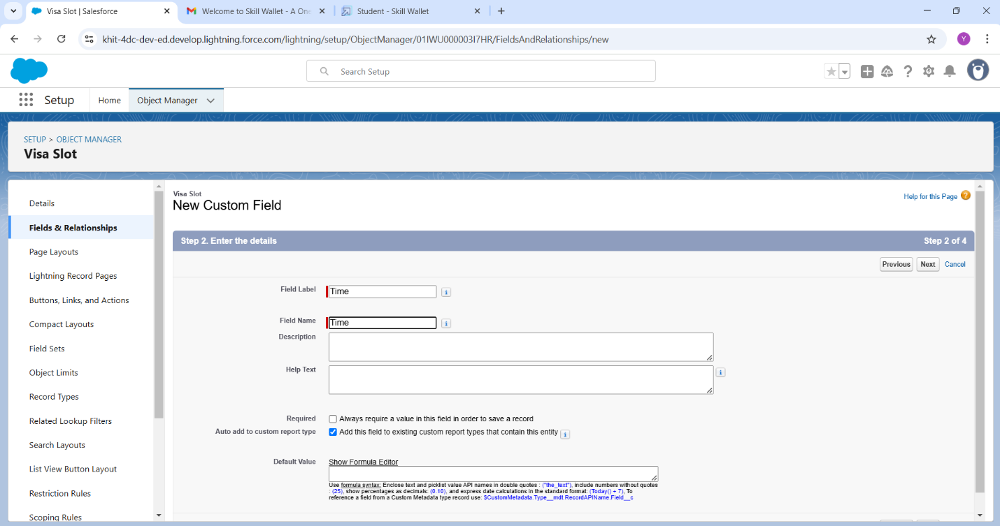 Visa Slot | Salesforce
Welcome to Skill Wallet - A One
Student - Skill Wallet
khit-4dc-dev-ed.develop.lightning.force.com/lightning/setup/ObjectManager/01IWU000003I7HR/FieldsAndRelationships/new
Y
Search Setup
Setup
Home
Object Manager
SETUP > OBJECT MANAGER
Visa Slot
Details
Fields & Relationships
Page Layouts
Lightning Record Pages
Buttons, Links, and Actions
Compact Layouts
Field Sets
Object Limits
Record Types
Related Lookup Filters
Search Layouts
List View Button Layout
Restriction Rules
Scoping Rules
Visa Slot
New Custom Field
Help for this Page
Step 2. Enter the details
Step 2 of 4
Previous
Next
Cancel
Field Label
Time
Field Name
Time
Description
Help Text
Required
Always require a value in this field in order to save a record
Auto add to custom report type
Add this field to existing custom report types that contain this entity
Default Value
Show Formula Editor
Use formula syntax: Enclose text and picklist value API names in double quotes : ("the_text"), include numbers without quotes
: (25), show percentages as decimals: (0.10), and express date calculations in the standard format: (Today() + 7), To
reference a field from a Custom Metadata type record use: $CustomMetadata.Type__mdt.RecordAPIName.Field__c